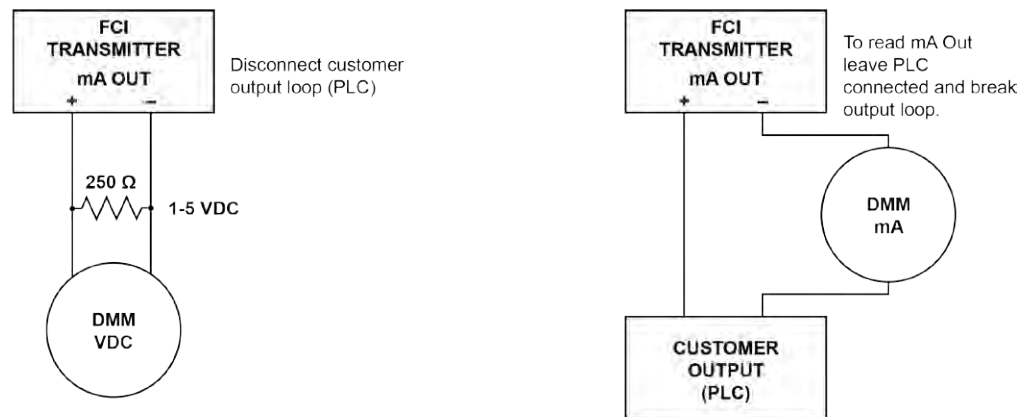 FCI
TRANSMITTER
mA OUT
+ –
Disconnect customer
output loop (PLC)
250 Ω
1-5 VDC
DMM
VDC
FCI
TRANSMITTER
mA OUT
+ –
To read mA Out
leave PLC
connected and break
output loop.
DMM
mA
CUSTOMER
OUTPUT
(PLC)